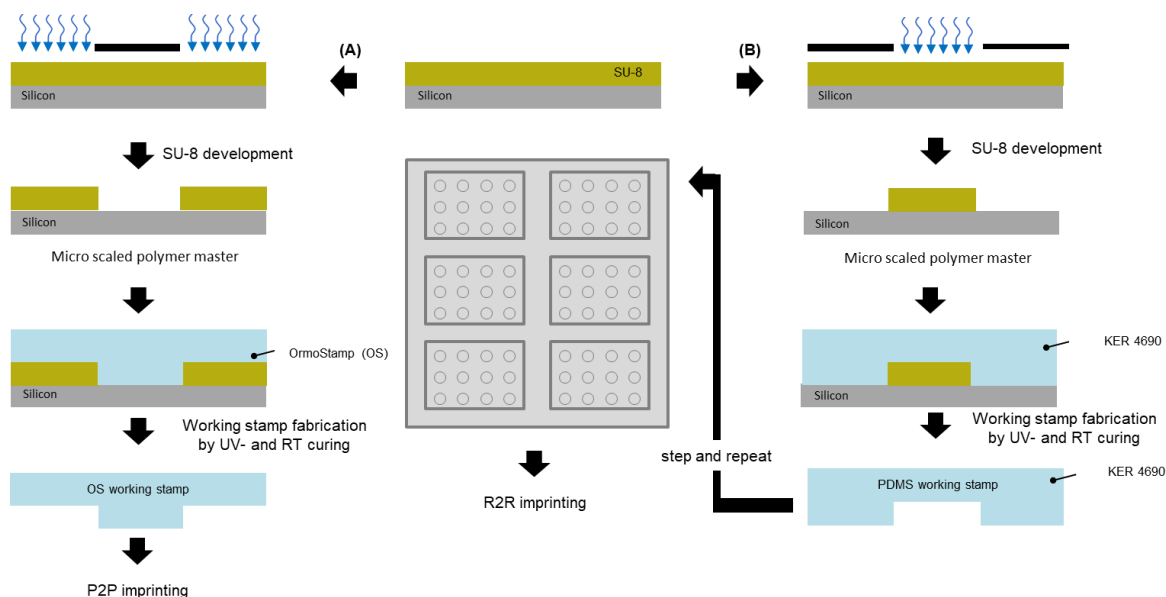 (A)
(B)
SU-8
Silicon
Silicon
Silicon
SU-8 development
SU-8 development
Silicon
Silicon
Micro scaled polymer master
Micro scaled polymer master
OrmoStamp (OS)
KER 4690
Silicon
Silicon
Working stamp fabrication
by UV- and RT curing
Working stamp fabrication
by UV- and RT curing
step and repeat
OS working stamp
R2R imprinting
PDMS working stamp
KER 4690
P2P imprinting